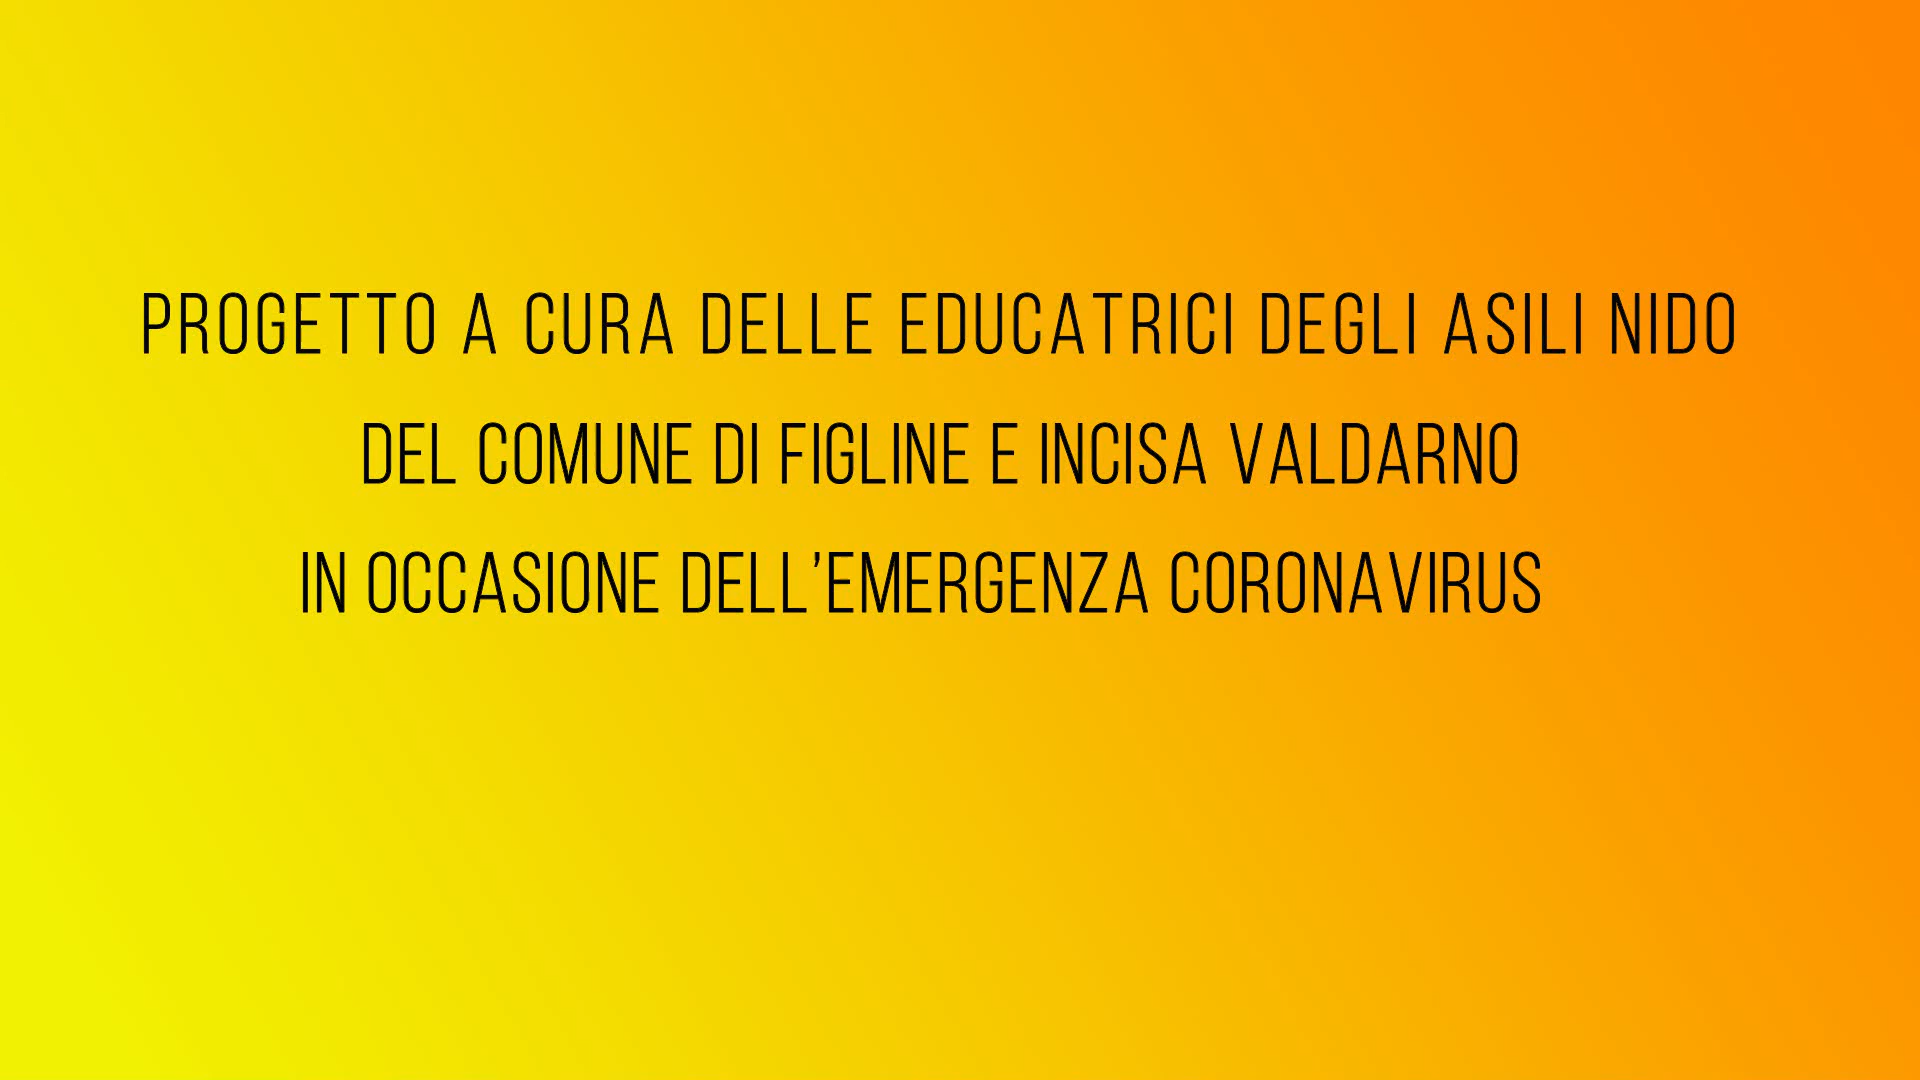 PROGETTO A CURA DELLE EDUCATRICI DEGLI ASILI NIDO
DEL COMUNE DI FIGLINE E INCISA VALDARNO
IN OCCASIONE DELL’EMERGENZA CORONAVIRUS